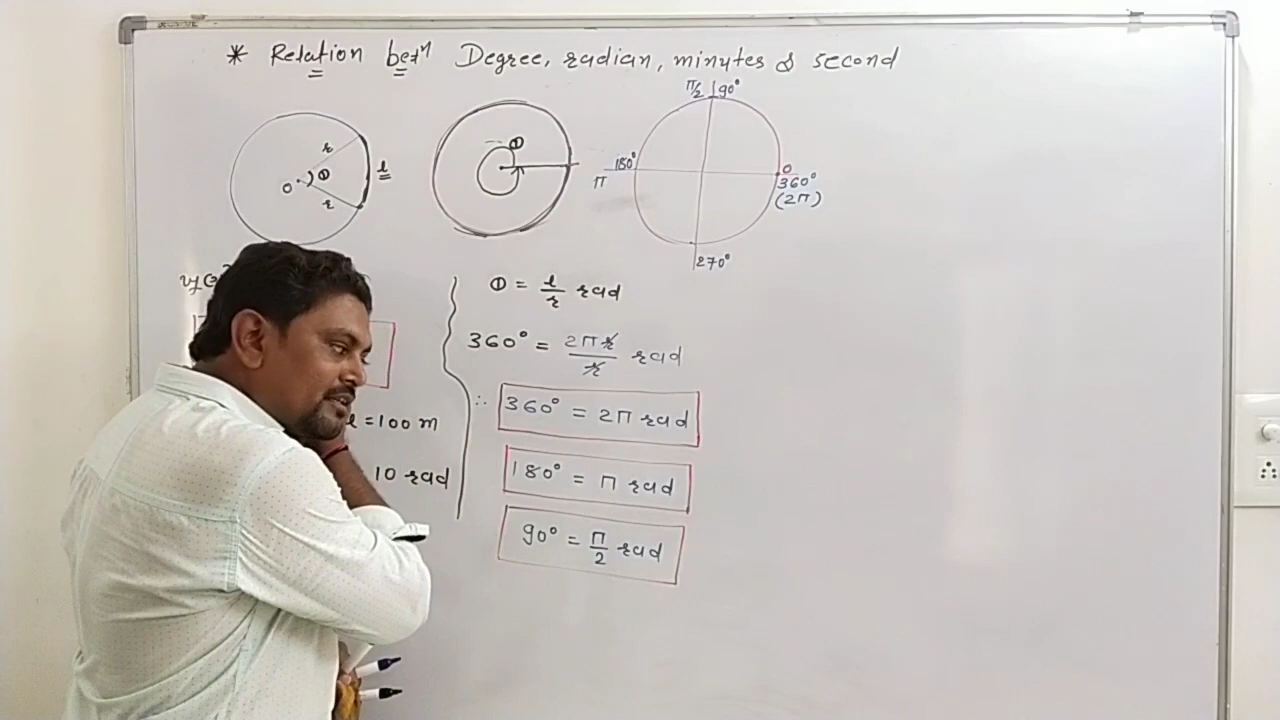 * Relation betⁿ Degree, radian, minutes & second
r
θ
O
r
l
θ
π/2 90°
180°
π
0
360°
(2π)
270°
θ = l/r rad
360° = 2πr/r rad
∴ 360° = 2π rad
180° = π rad
90° = π/2 rad
l = 100 m
10 rad